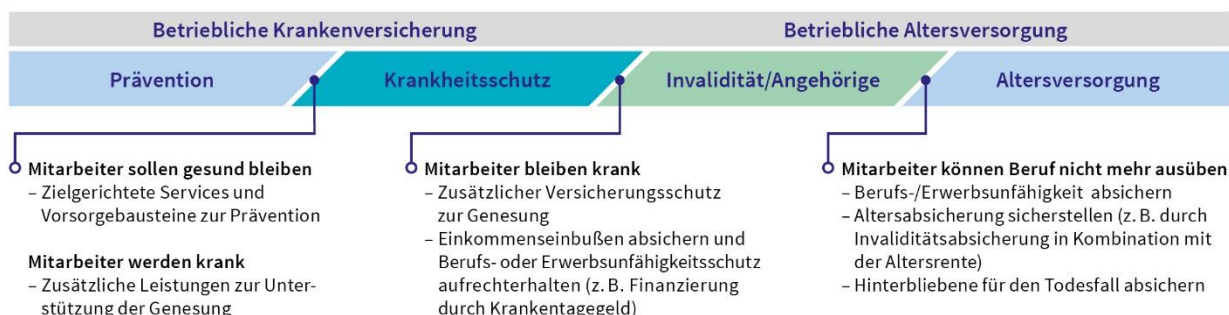 Betriebliche Krankenversicherung
Betriebliche Altersversorgung
Prävention
Krankheitsschutz
Invalidität/Angehörige
Altersversorgung
Mitarbeiter sollen gesund bleiben
– Zielgerichtete Services und
Vorsorgebausteine zur Prävention
Mitarbeiter werden krank
– Zusätzliche Leistungen zur Unter-
stützung der Genesung
Mitarbeiter bleiben krank
– Zusätzlicher Versicherungsschutz
zur Genesung
– Einkommenseinbußen absichern und
Berufs- oder Erwerbsunfähigkeitsschutz
aufrechterhalten (z. B. Finanzierung
durch Krankentagegeld)
Mitarbeiter können Beruf nicht mehr ausüben
– Berufs-/Erwerbsunfähigkeit absichern
– Altersabsicherung sicherstellen (z. B. durch
Invaliditätsabsicherung in Kombination mit
der Altersrente)
– Hinterbliebene für den Todesfall absichern